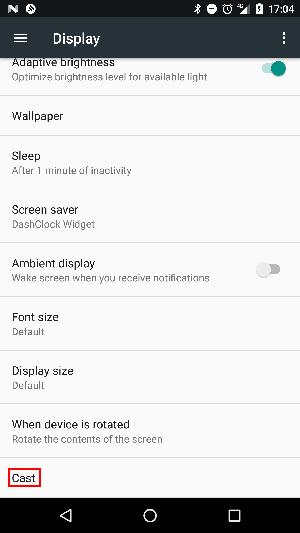 17:04
Display
Adaptive brightness
Optimize brightness level for available light
Wallpaper
Sleep
After 1 minute of inactivity
Screen saver
DashClock Widget
Ambient display
Wake screen when you receive notifications
Font size
Default
Display size
Default
When device is rotated
Rotate the contents of the screen
Cast